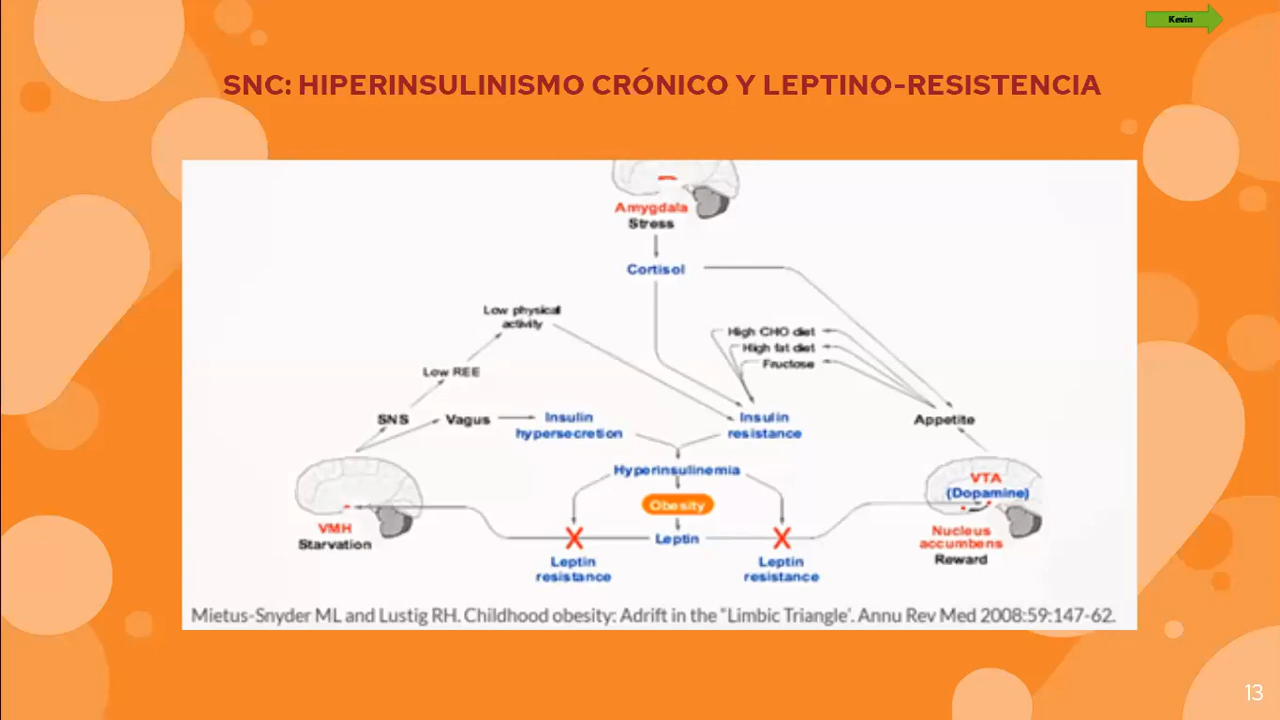 Kevin
SNC: HIPERINSULINISMO CRÓNICO Y LEPTINO-RESISTENCIA
Amygdala
Stress
Cortisol
Low physical
activity
High CHO diet
High fat diet
Fructose
Low REE
SNS
Vagus
Insulin
hypersecretion
Insulin
resistance
Appetite
Hyperinsulinemia
VTA
(Dopamine)
Obesity
VMH
Starvation
Leptin
Nucleus
accumbens
Reward
Leptin
resistance
Leptin
resistance
Mietus-Snyder ML and Lustig RH. Childhood obesity: Adrift in the "Limbic Triangle'. Annu Rev Med 2008:59:147-62.
13